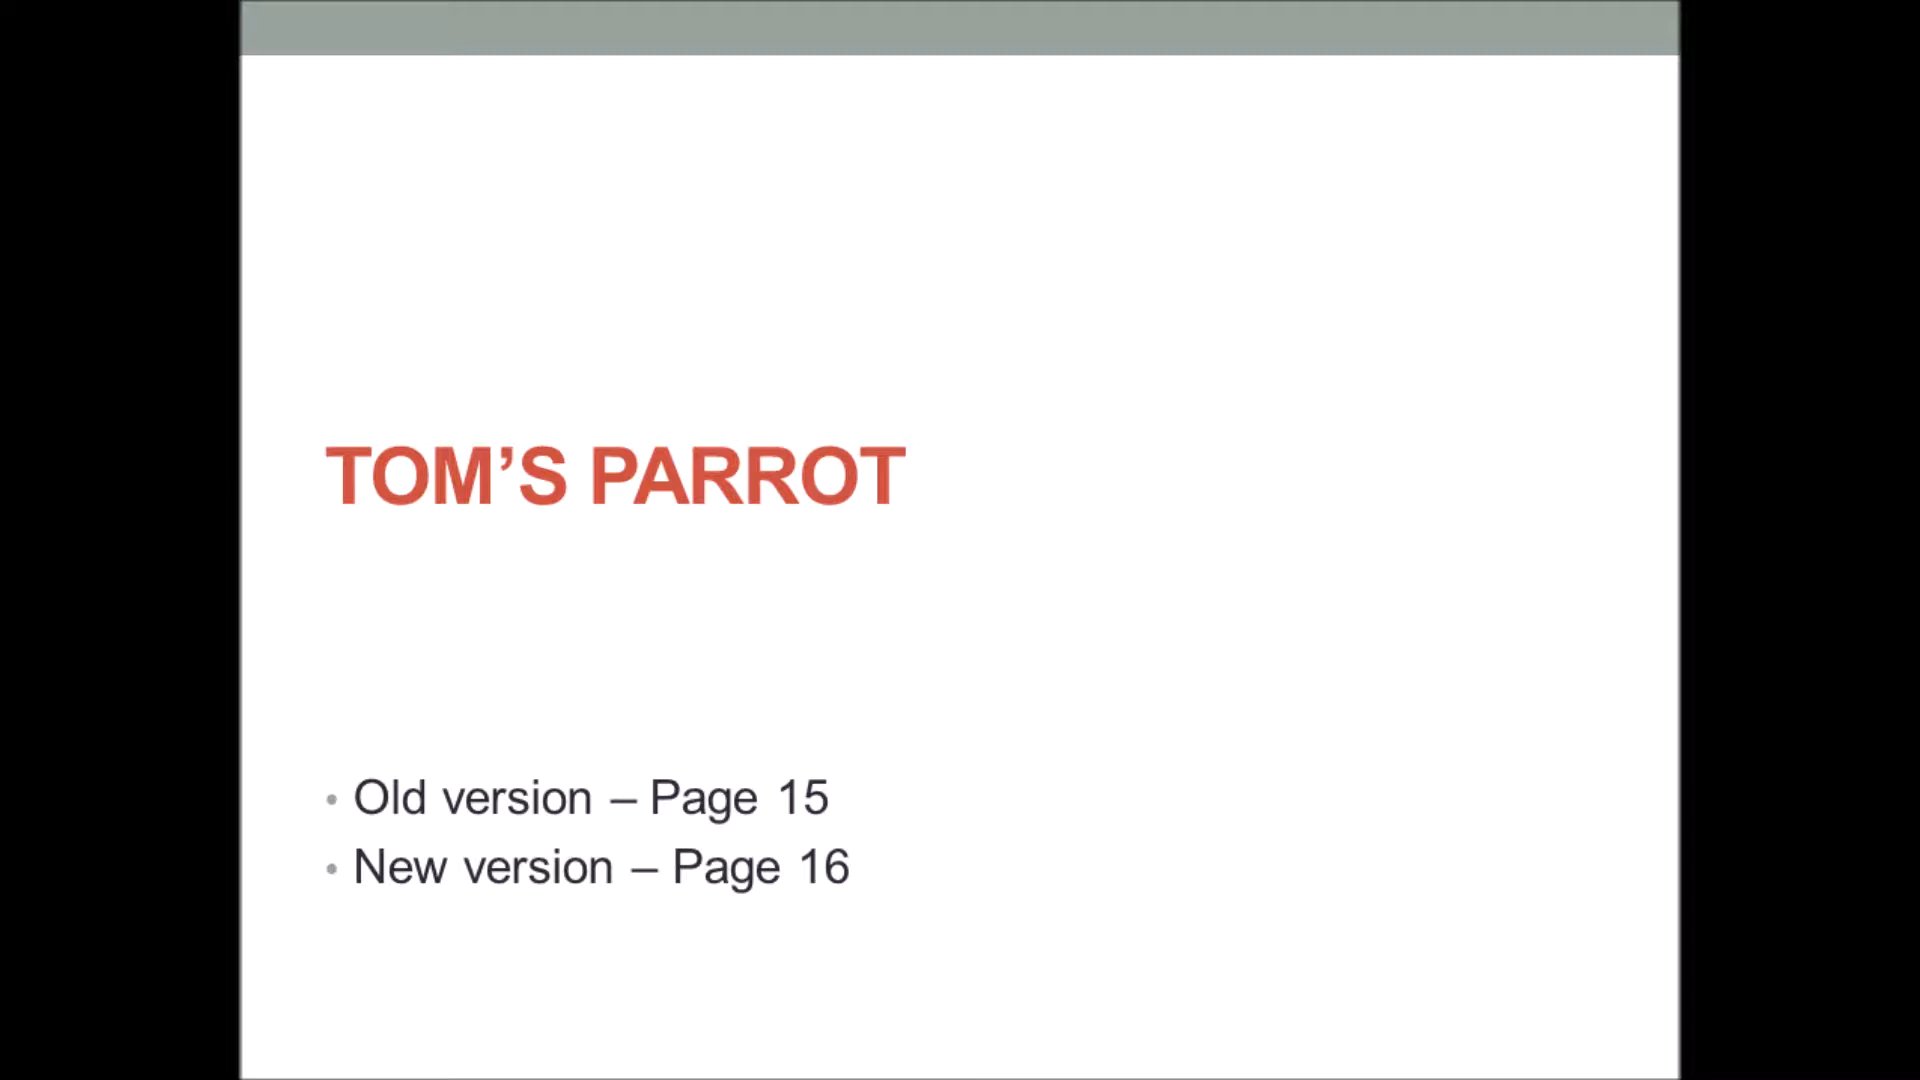 TOM’S PARROT
• Old version – Page 15
• New version – Page 16